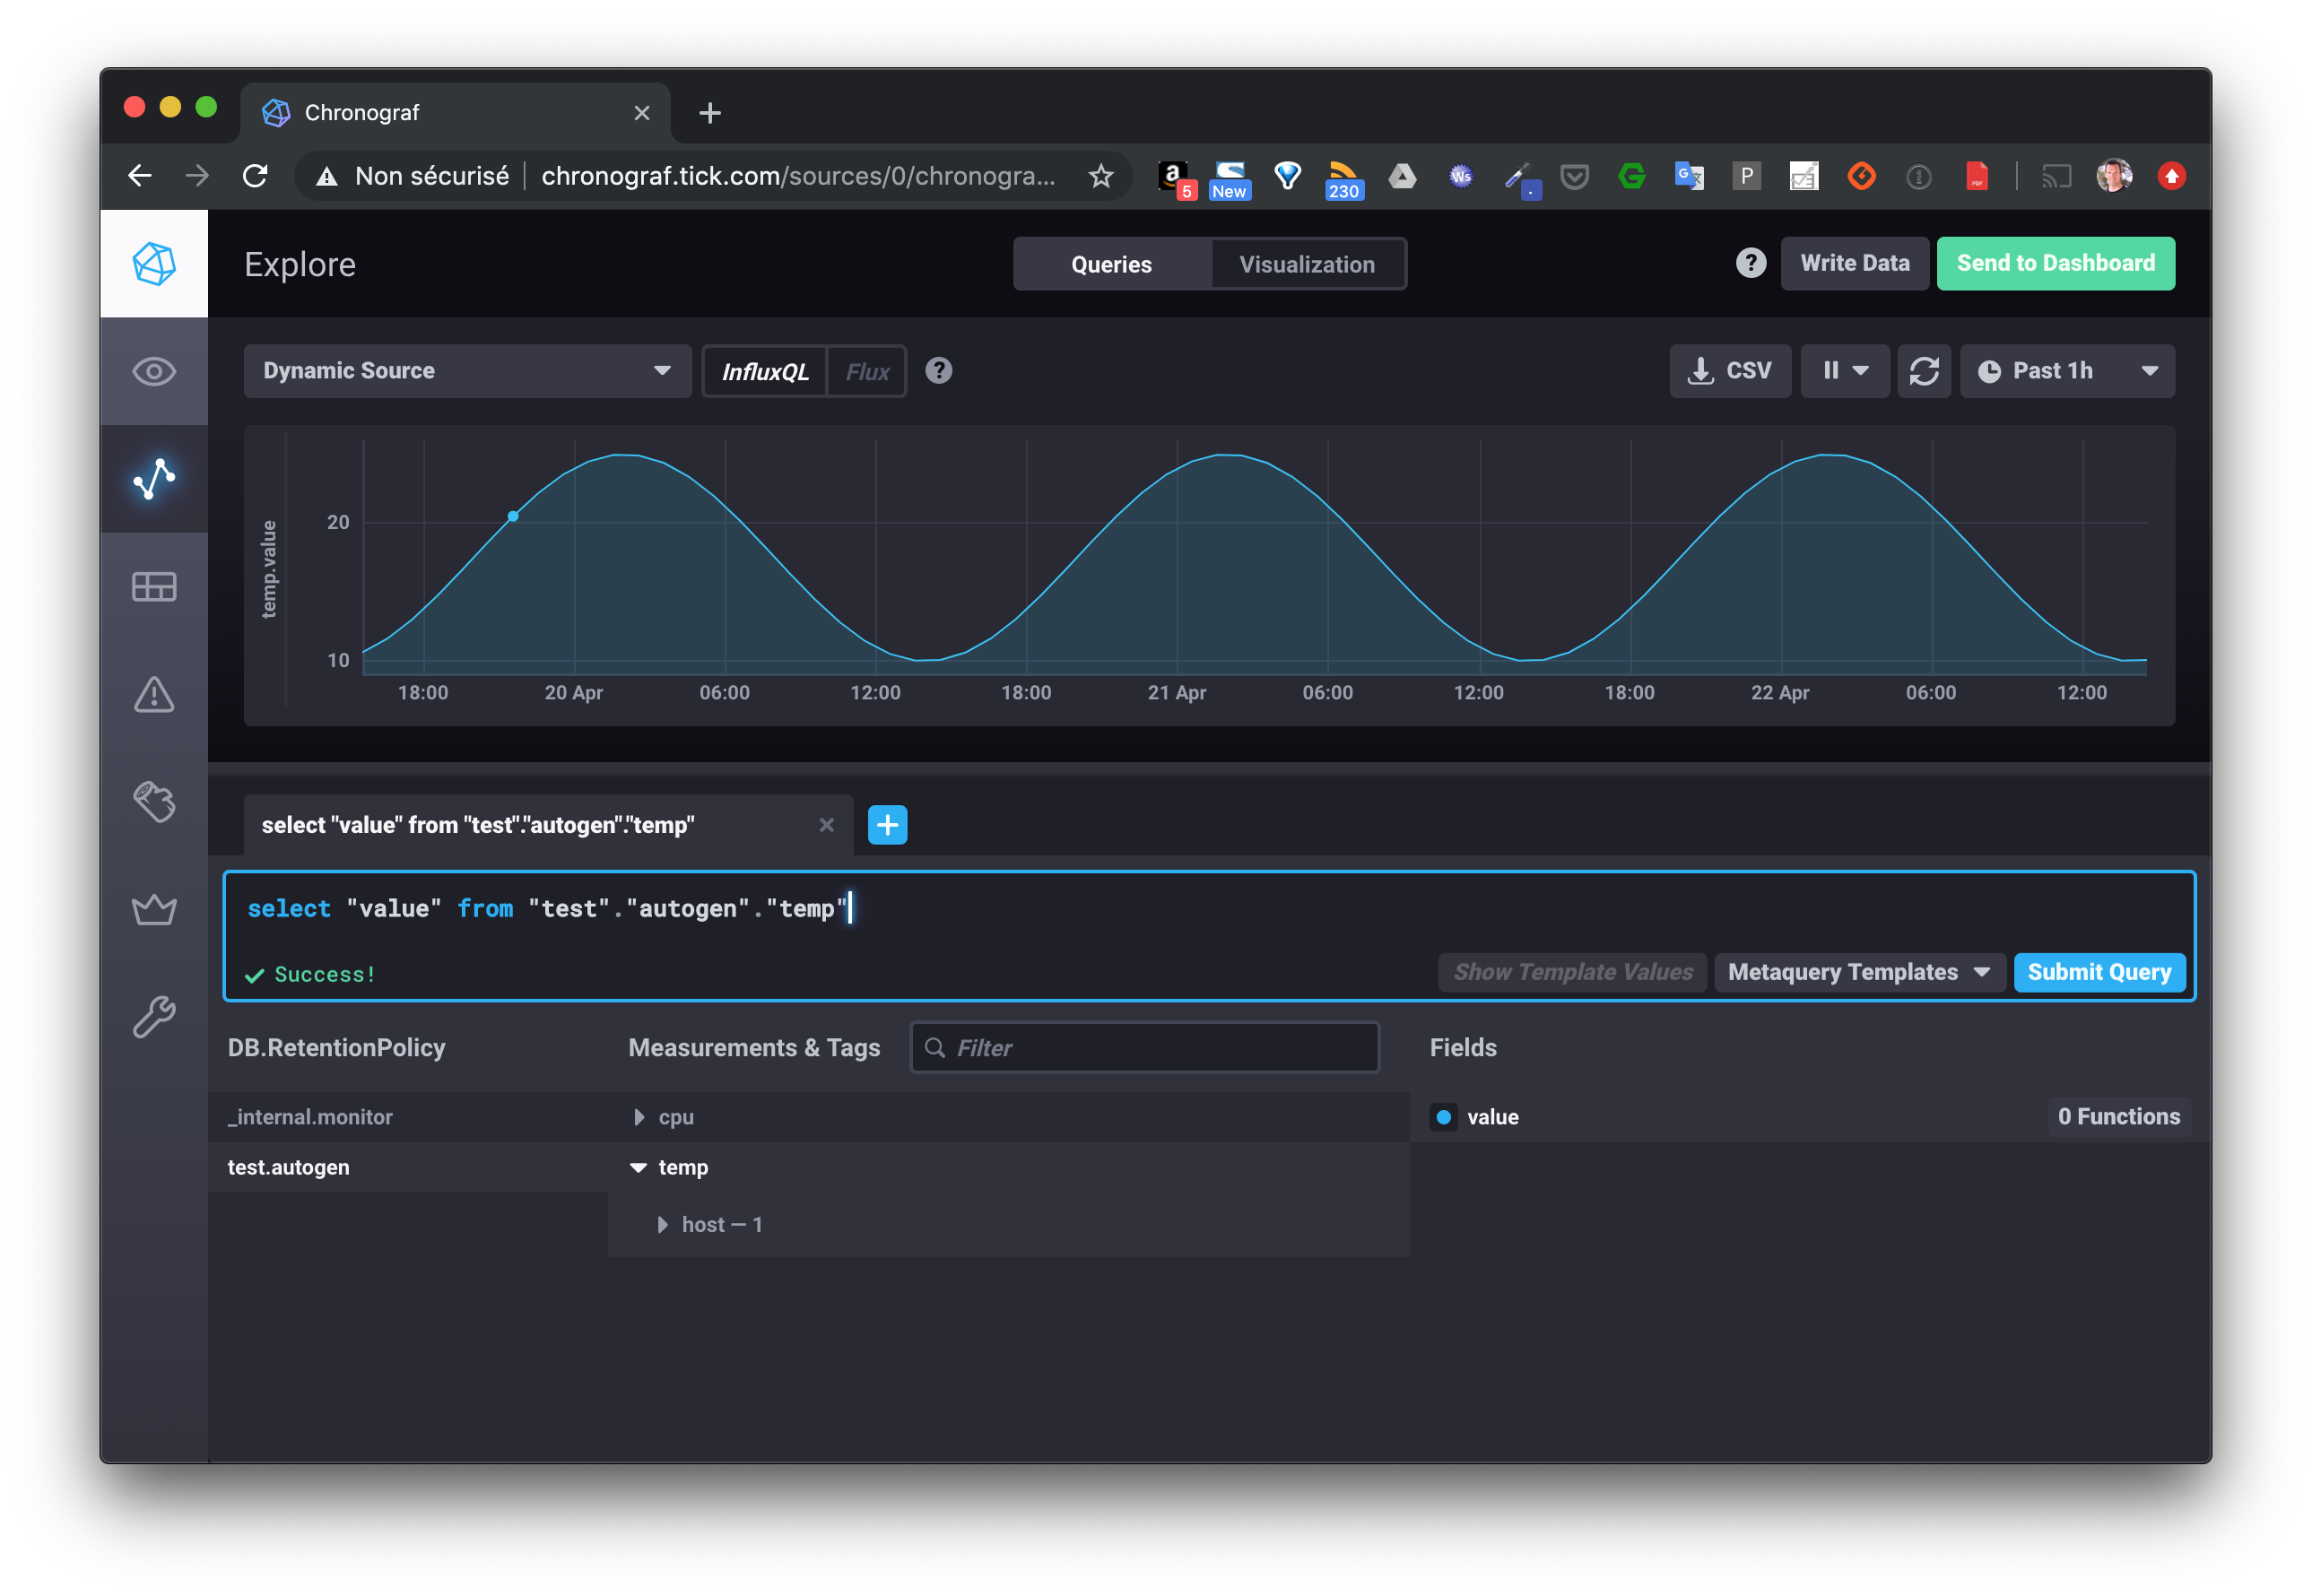 Chronograf
Non sécurisé
chronograf.tick.com/sources/0/chronogra...
a
5
New
230
Ws
.
G
P
PDF
Explore
Queries
Visualization
?
Write Data
Send to Dashboard
Dynamic Source
InfluxQL
Flux
?
CSV
Past 1h
temp.value
20
10
18:00
20 Apr
06:00
12:00
18:00
21 Apr
06:00
12:00
18:00
22 Apr
06:00
12:00
select "value" from "test"."autogen"."temp"
select "value" from "test"."autogen"."temp"
Success!
Show Template Values
Metaquery Templates
Submit Query
DB.RetentionPolicy
Measurements & Tags
Filter
Fields
_internal.monitor
cpu
value
0 Functions
test.autogen
temp
host — 1